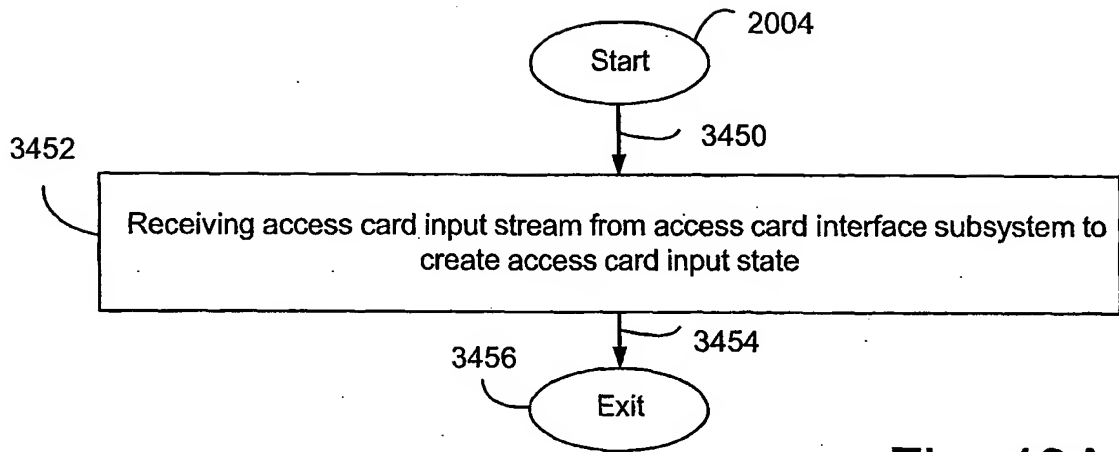 2004
Start
3450
3452
Receiving access card input stream from access card interface subsystem to
create access card input state
3454
3456
Exit